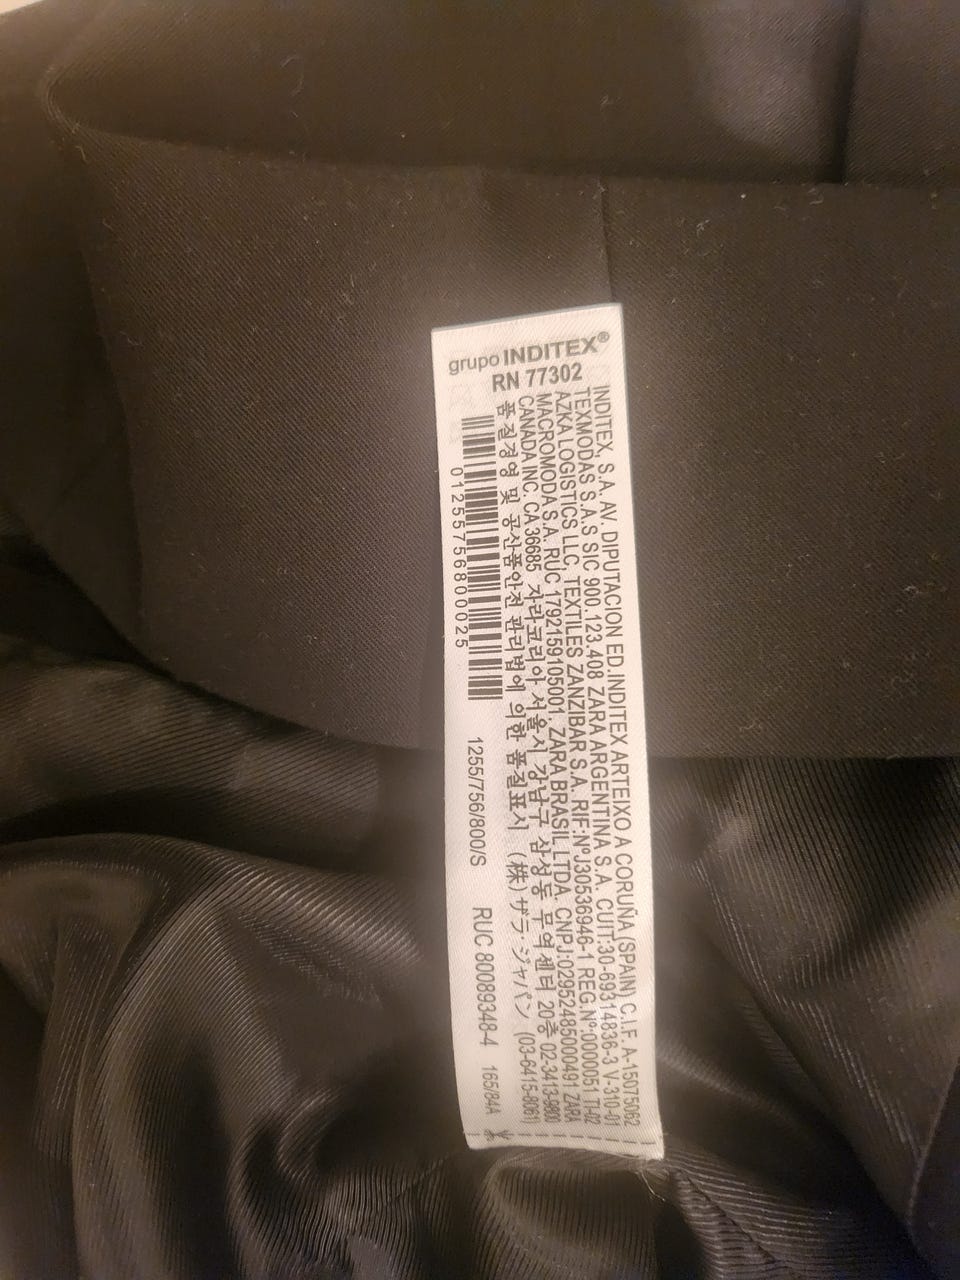 grupo INDITEX®
RN 77302
INDITEX, S.A. AV. DIPUTACION ED.INDITEX ARTEIXO A CORUÑA (SPAIN) C.I.F. A-15075062
TEXMODAS S.A.S SIC 900.123.408 ZARA ARGENTINA S.A. CUIT:30-69314836-3 V-310-01
AZKA LOGISTICS LLC, TEXTILES ZANZIBAR S.A. RIF:NºJ30536946-1 REG.Nº:0000051 TI-02
MACROMODA S.A. RUC 1792159105001, ZARA BRASIL LTDA. CNPJ:02952485000491 ZARA
CANADA INC. CA 36685 자라코리아 서울시 강남구 삼성동 무역센터 20층 02-3413-9800
품질경영 및 공산품안전 관리법에 의한 품질표시 (株) ザラ・ジャパン (03-6415-8061)
01255756800025
1255/756/800/S
RUC 80089348-4
165/84A